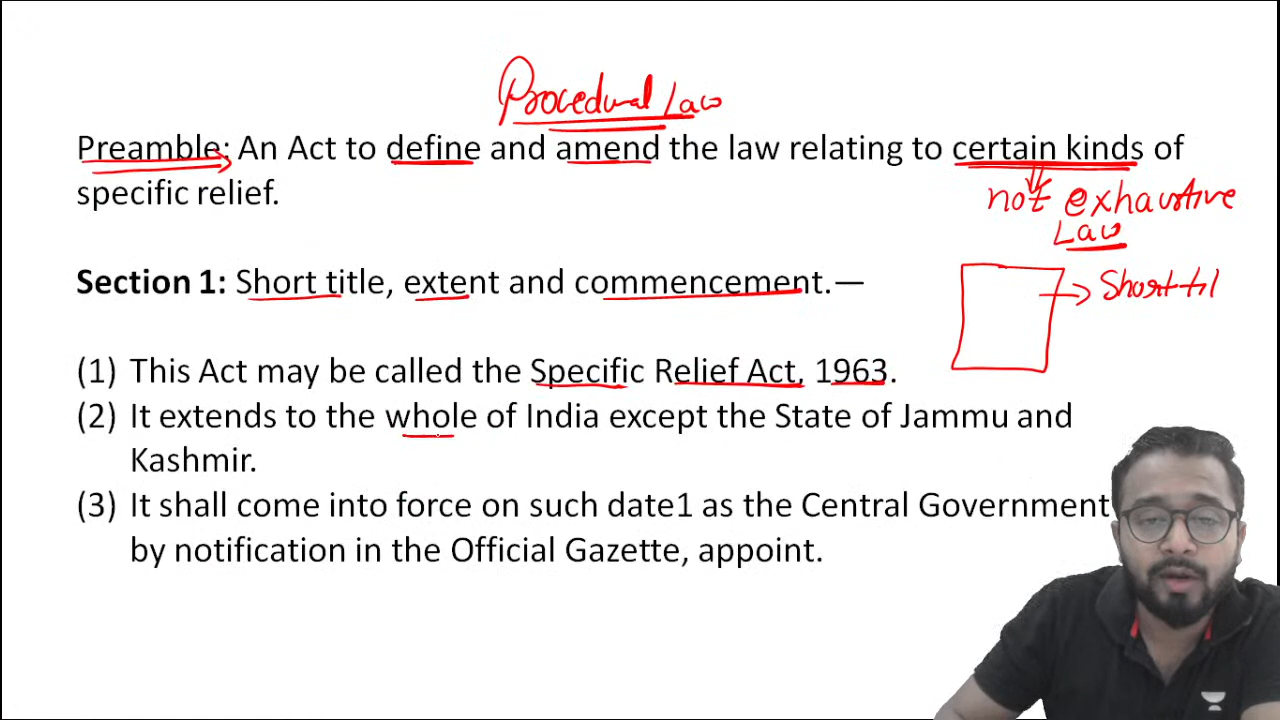 Procedural Law
Preamble: An Act to define and amend the law relating to certain kinds of
specific relief.
not exhaustive
Law
Section 1: Short title, extent and commencement.—
Short til
(1) This Act may be called the Specific Relief Act, 1963.
(2) It extends to the whole of India except the State of Jammu and
Kashmir.
(3) It shall come into force on such date1 as the Central Government
by notification in the Official Gazette, appoint.